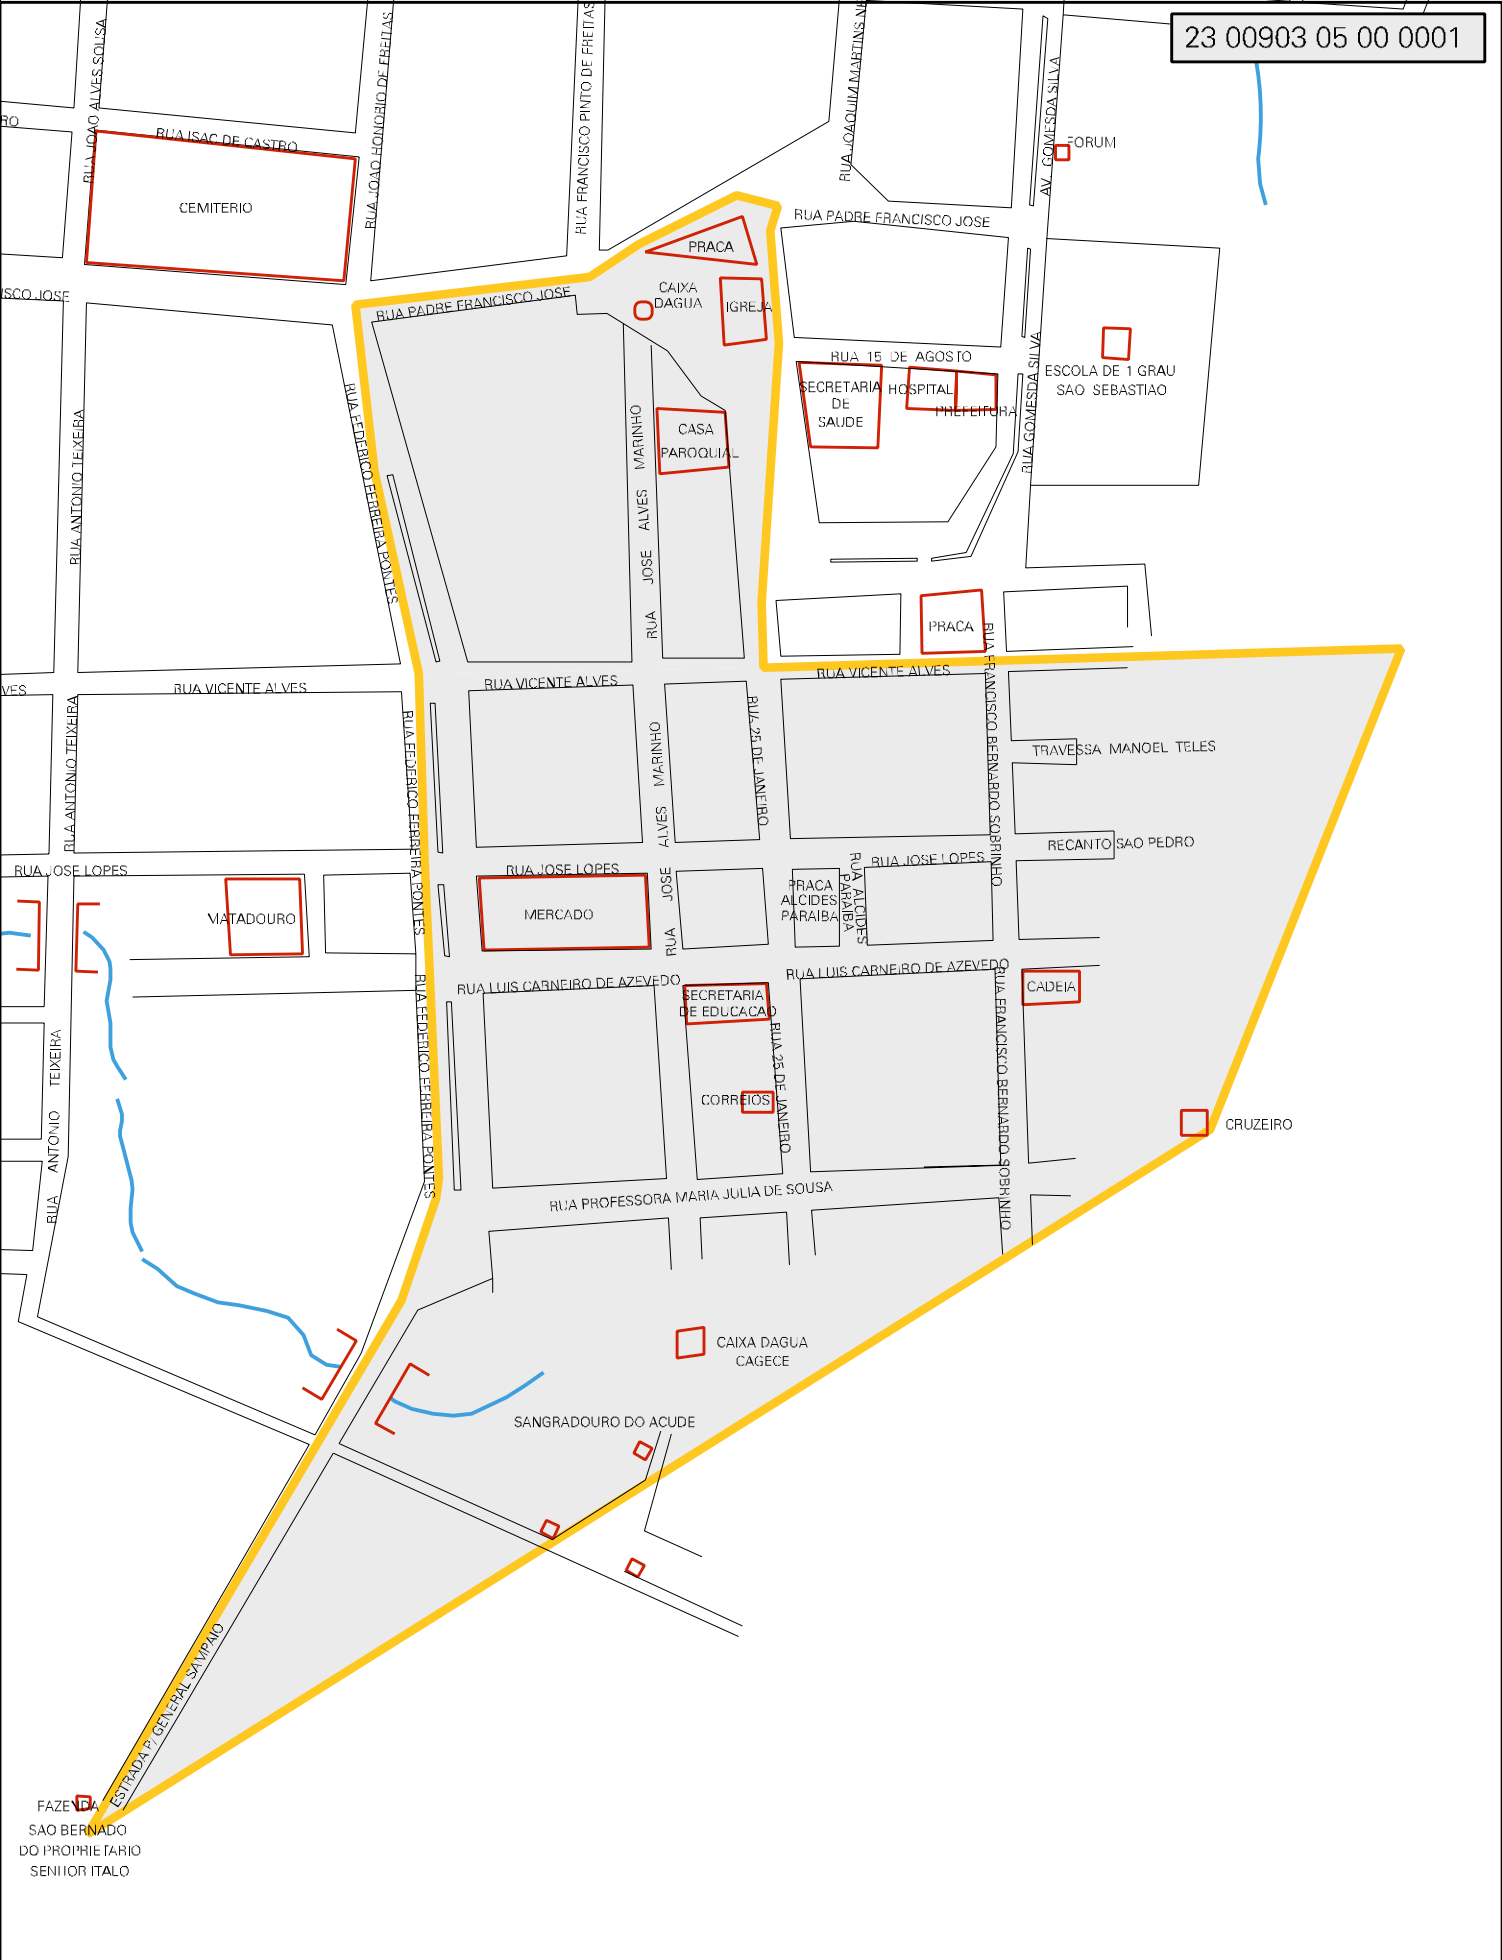 23 00903 05 00 0001
RUA JOAO ALVES SOUSA
RUA JOAO HONORIO DE FREITAS
RUA FRANCISCO PINTO DE FREITAS
RUA JOAQUIM MARTINS NE
AV. GOMES DA SILVA
RO
RUA ISAC DE CASTRO
FORUM
CEMITERIO
RUA PADRE FRANCISCO JOSE
PRACA
ISCO JOSE
RUA PADRE FRANCISCO JOSE
CAIXA
DAGUA
IGREJA
RUA 15 DE AGOSTO
SECRETARIA
DE
SAUDE
HOSPITAL
PREFEITURA
RUA GOMES DA SILVA
ESCOLA DE 1 GRAU
SAO SEBASTIAO
RUA ANTONIO TEIXEIRA
RUA FEDERICO FERREIRA PONTES
RUA JOSE ALVES MARINHO
CASA
PAROQUIAL
PRACA
VES
RUA VICENTE ALVES
RUA VICENTE ALVES
RUA VICENTE ALVES
RUA ANTONIO TEIXEIRA
RUA FEDERICO FERREIRA PONTES
RUA JOSE ALVES MARINHO
RUA 25 DE JANEIRO
RUA FRANCISCO BERNARDO SOBRINHO
TRAVESSA MANOEL TELES
RECANTO SAO PEDRO
RUA JOSE LOPES
RUA JOSE LOPES
RUA JOSE LOPES
MATADOURO
MERCADO
PRACA
ALCIDES
PARAIBA
RUA ALCIDES
PARAIBA
RUA LUIS CARNEIRO DE AZEVEDO
RUA LUIS CARNEIRO DE AZEVEDO
SECRETARIA
DE EDUCACAO
CADEIA
RUA ANTONIO TEIXEIRA
RUA FEDERICO FERREIRA PONTES
RUA 25 DE JANEIRO
RUA FRANCISCO BERNARDO SOBRINHO
CORREIOS
CRUZEIRO
RUA PROFESSORA MARIA JULIA DE SOUSA
CAIXA DAGUA
CAGECE
SANGRADOURO DO ACUDE
ESTRADA P/ GENERAL SAMPAIO
FAZENDA
SAO BERNADO
DO PROPRIETARIO
SENHOR ITALO